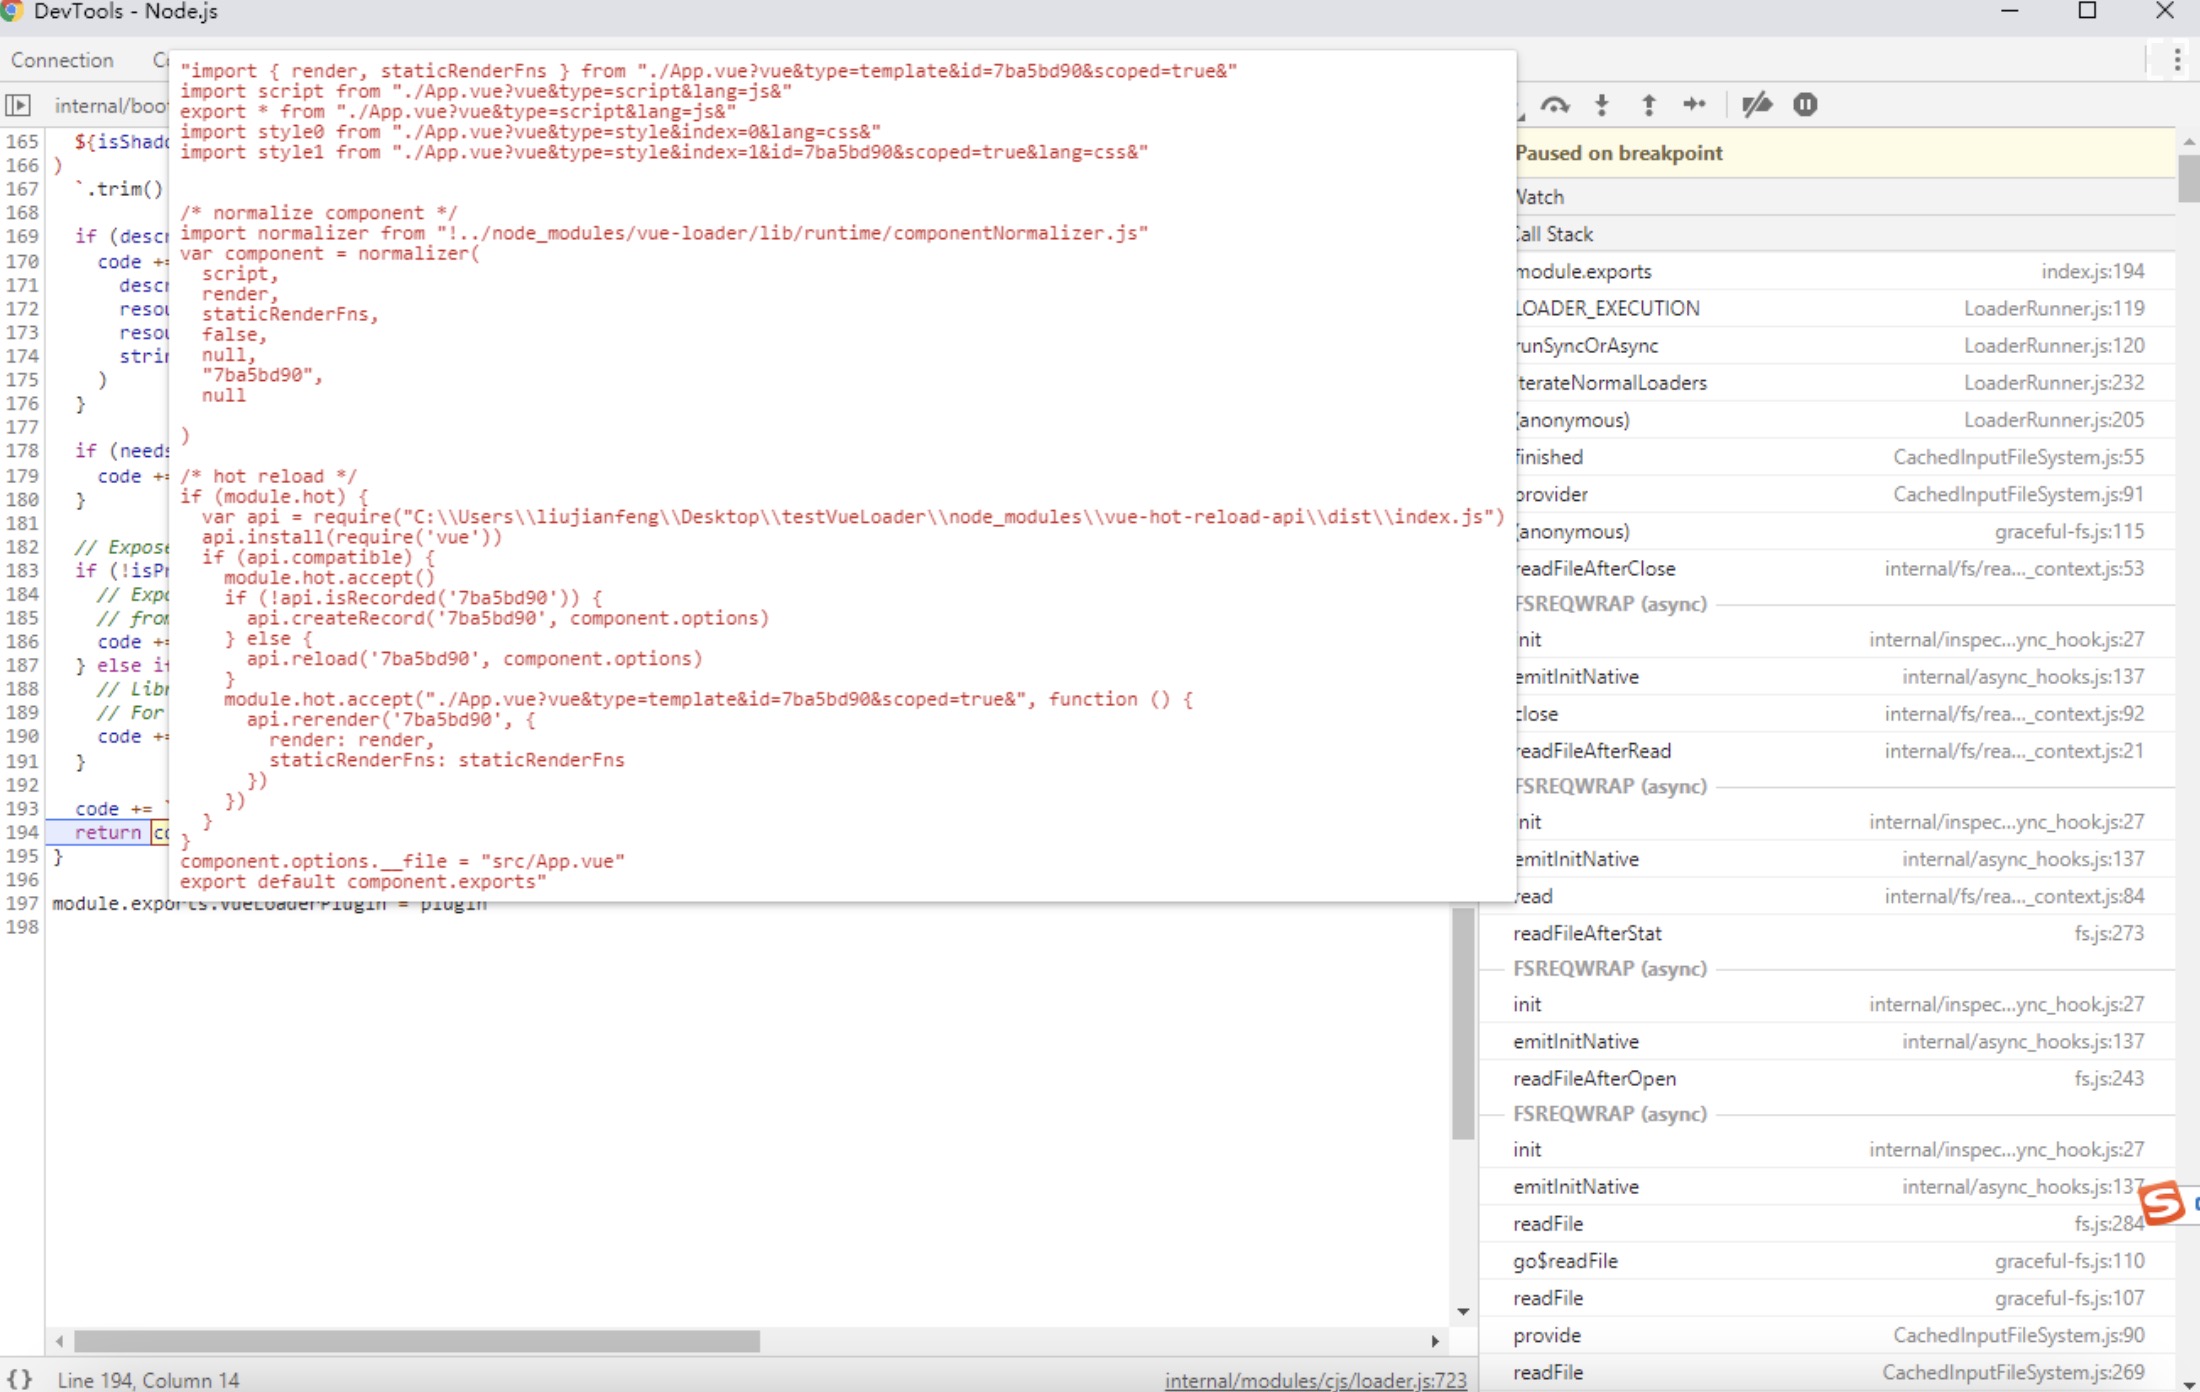 DevTools - Node.js
Connection
internal/boo
165 ${isShado
166 )
167 `.trim()
168
169 if (descr
170 code +=
171 descr
172 resou
173 resou
174 strin
175 )
176 }
177
178 if (needs
179 code +=
180 }
181
182 // Expose
183 if (!isPr
184 // Expo
185 // from
186 code +=
187 } else if
188 // Libr
189 // For
190 code +=
191 }
192
193 code += `
194 return co
195 }
196
197 module.exports.VueLoaderPlugin = plugin
198
"import { render, staticRenderFns } from "./App.vue?vue&type=template&id=7ba5bd90&scoped=true&"
import script from "./App.vue?vue&type=script&lang=js&"
export * from "./App.vue?vue&type=script&lang=js&"
import style0 from "./App.vue?vue&type=style&index=0&lang=css&"
import style1 from "./App.vue?vue&type=style&index=1&id=7ba5bd90&scoped=true&lang=css&"
/* normalize component */
import normalizer from "!../node_modules/vue-loader/lib/runtime/componentNormalizer.js"
var component = normalizer(
script,
render,
staticRenderFns,
false,
null,
"7ba5bd90",
null
)
/* hot reload */
if (module.hot) {
var api = require("C:\\Users\\liujianfeng\\Desktop\\testVueLoader\\node_modules\\vue-hot-reload-api\\dist\\index.js")
api.install(require('vue'))
if (api.compatible) {
module.hot.accept()
if (!api.isRecorded('7ba5bd90')) {
api.createRecord('7ba5bd90', component.options)
} else {
api.reload('7ba5bd90', component.options)
}
module.hot.accept("./App.vue?vue&type=template&id=7ba5bd90&scoped=true&", function () {
api.rerender('7ba5bd90', {
render: render,
staticRenderFns: staticRenderFns
})
})
}
}
component.options.__file = "src/App.vue"
export default component.exports"
Paused on breakpoint
Watch
Call Stack
module.exports index.js:194
LOADER_EXECUTION LoaderRunner.js:119
runSyncOrAsync LoaderRunner.js:120
iterateNormalLoaders LoaderRunner.js:232
(anonymous) LoaderRunner.js:205
finished CachedInputFileSystem.js:55
provider CachedInputFileSystem.js:91
(anonymous) graceful-fs.js:115
readFileAfterClose internal/fs/rea..._context.js:53
FSREQWRAP (async)
init internal/inspec...ync_hook.js:27
emitInitNative internal/async_hooks.js:137
close internal/fs/rea..._context.js:92
readFileAfterRead internal/fs/rea..._context.js:21
FSREQWRAP (async)
init internal/inspec...ync_hook.js:27
emitInitNative internal/async_hooks.js:137
read internal/fs/rea..._context.js:84
readFileAfterStat fs.js:273
FSREQWRAP (async)
init internal/inspec...ync_hook.js:27
emitInitNative internal/async_hooks.js:137
readFileAfterOpen fs.js:243
FSREQWRAP (async)
init internal/inspec...ync_hook.js:27
emitInitNative internal/async_hooks.js:137
readFile fs.js:284
go$readFile graceful-fs.js:110
readFile graceful-fs.js:107
provide CachedInputFileSystem.js:90
readFile CachedInputFileSystem.js:269
{} Line 194, Column 14 internal/modules/cjs/loader.js:723